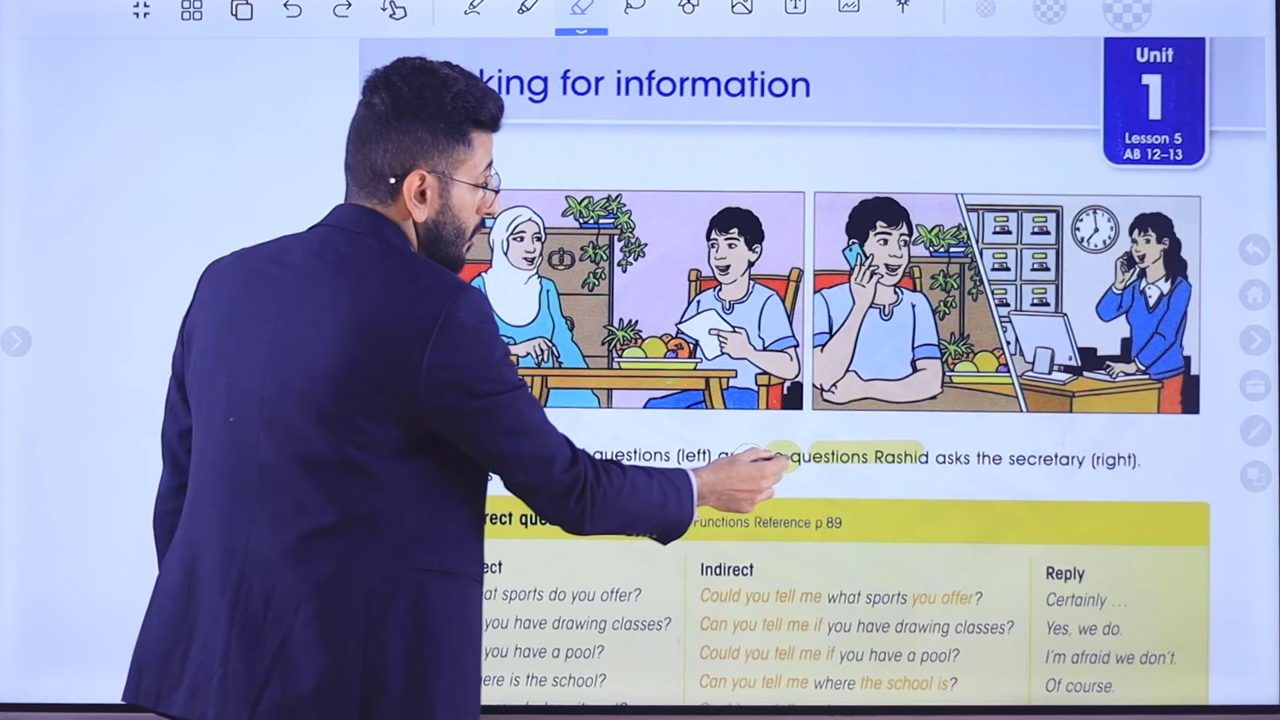 king for information
Unit
1
Lesson 5
AB 12–13
questions (left) questions Rashid asks the secretary (right).
rect Functions Reference p.89
ect Indirect Reply
at sports do you offer? Could you tell me what sports you offer? Certainly ...
you have drawing classes? Can you tell me if you have drawing classes? Yes, we do.
you have a pool? Could you tell me if you have a pool? I'm afraid we don't.
ere is the school? Can you tell me where the school is? Of course.